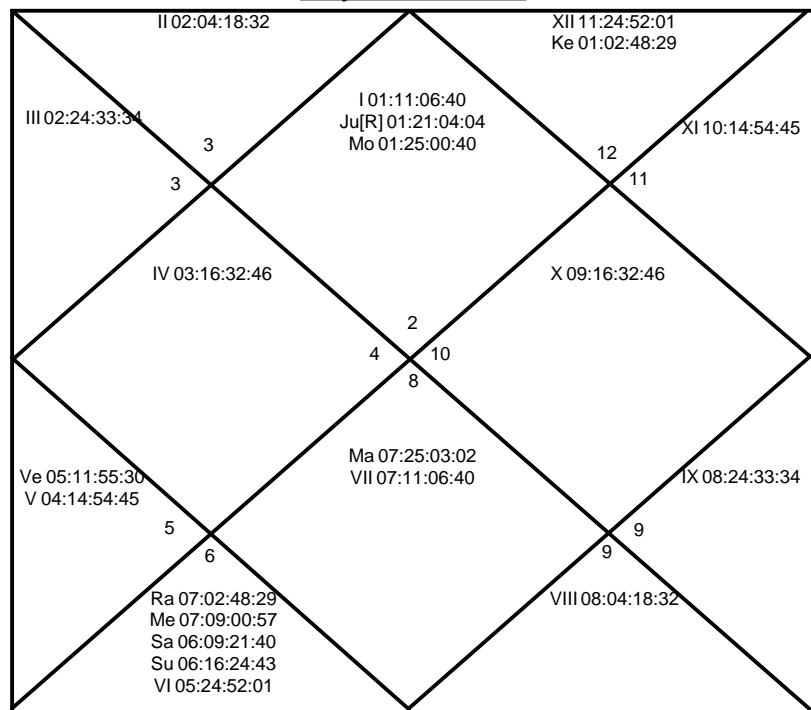 II 02:04:18:32
XII 11:24:52:01
Ke 01:02:48:29
I 01:11:06:40
Ju[R] 01:21:04:04
Mo 01:25:00:40
III 02:24:33:34
XI 10:14:54:45
3
12
3
11
IV 03:16:32:46
X 09:16:32:46
2
4
10
8
Ma 07:25:03:02
VII 07:11:06:40
Ve 05:11:55:30
V 04:14:54:45
IX 08:24:33:34
5
9
6
9
Ra 07:02:48:29
Me 07:09:00:57
Sa 06:09:21:40
Su 06:16:24:43
VI 05:24:52:01
VIII 08:04:18:32